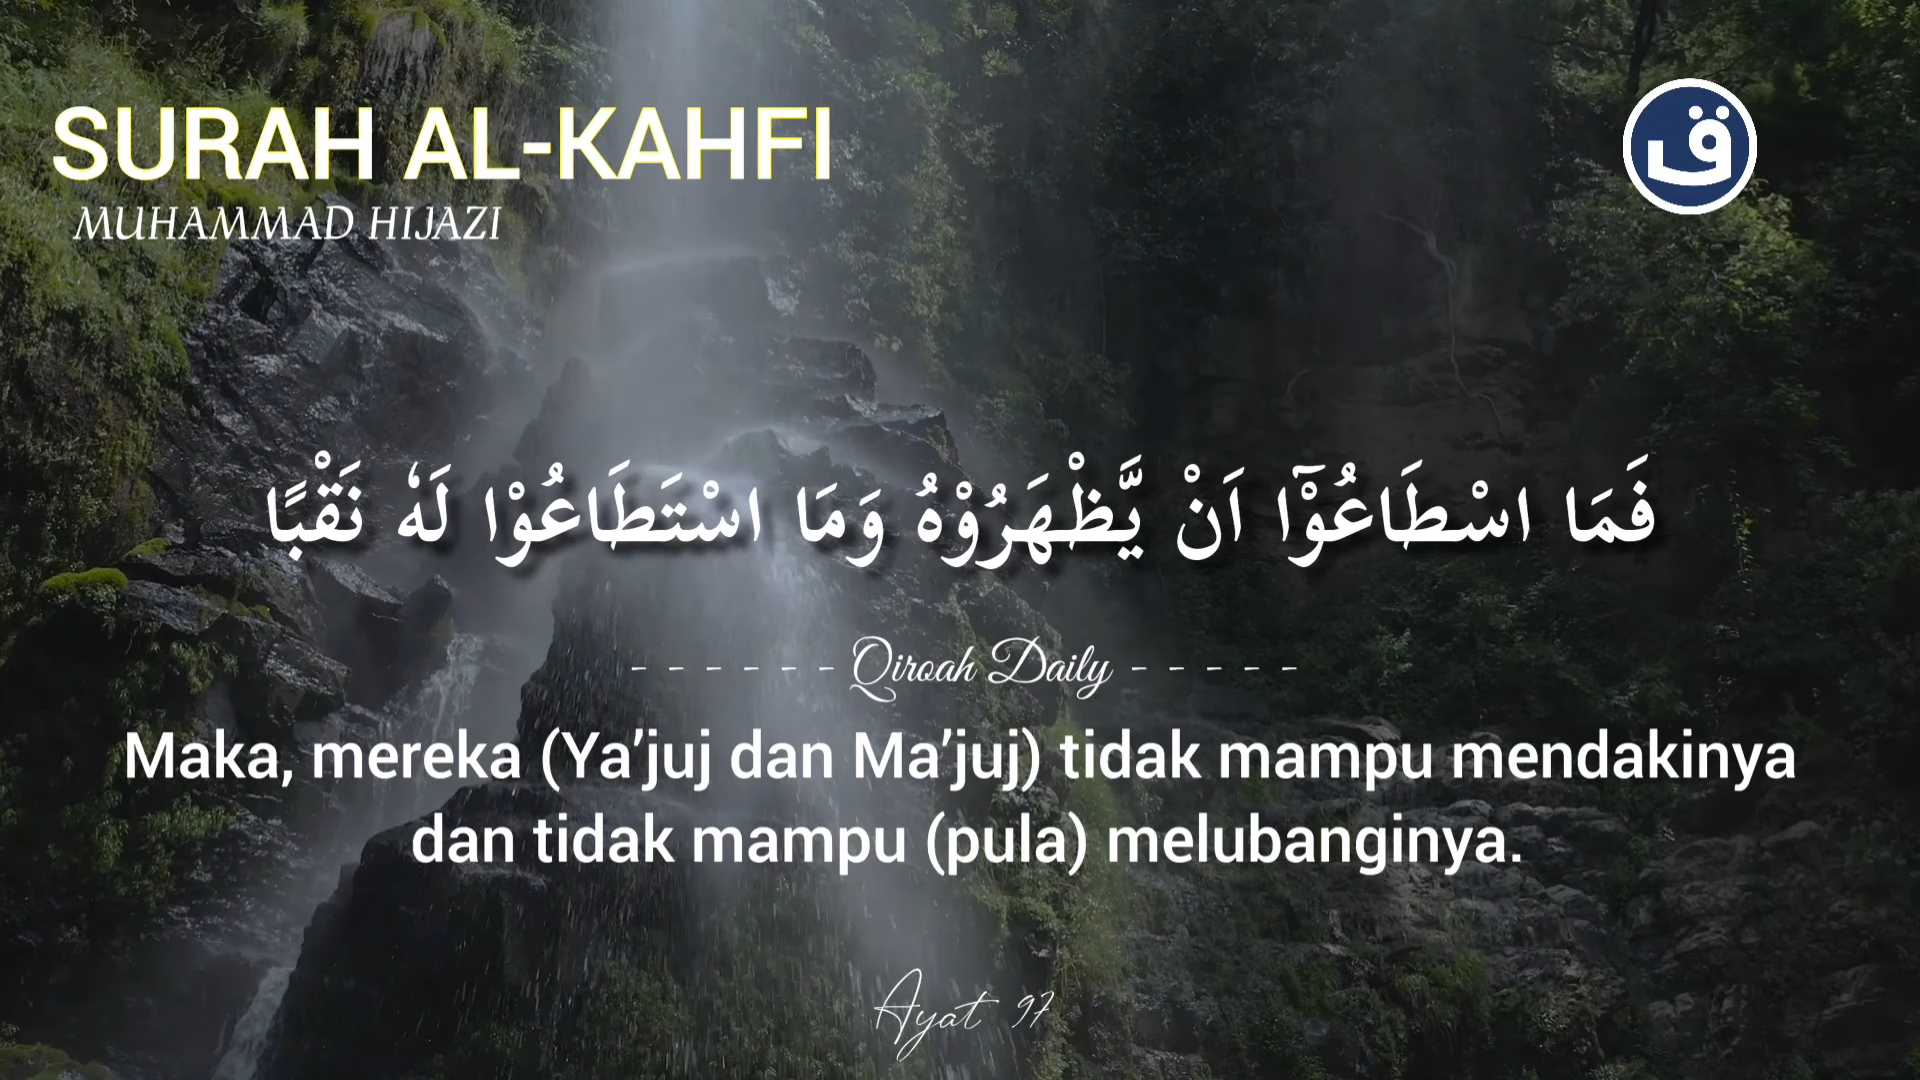 SURAH AL-KAHFI
MUHAMMAD HIJAZI
ق
فَمَا اسْطَاعُوْٓا اَنْ يَّظْهَرُوْهُ وَمَا اسْتَطَاعُوْا لَهٗ نَقْبًا
- - - - - - Qiroah Daily - - - - -
Maka, mereka (Ya’juj dan Ma’juj) tidak mampu mendakinya
dan tidak mampu (pula) melubanginya.
Ayat 97